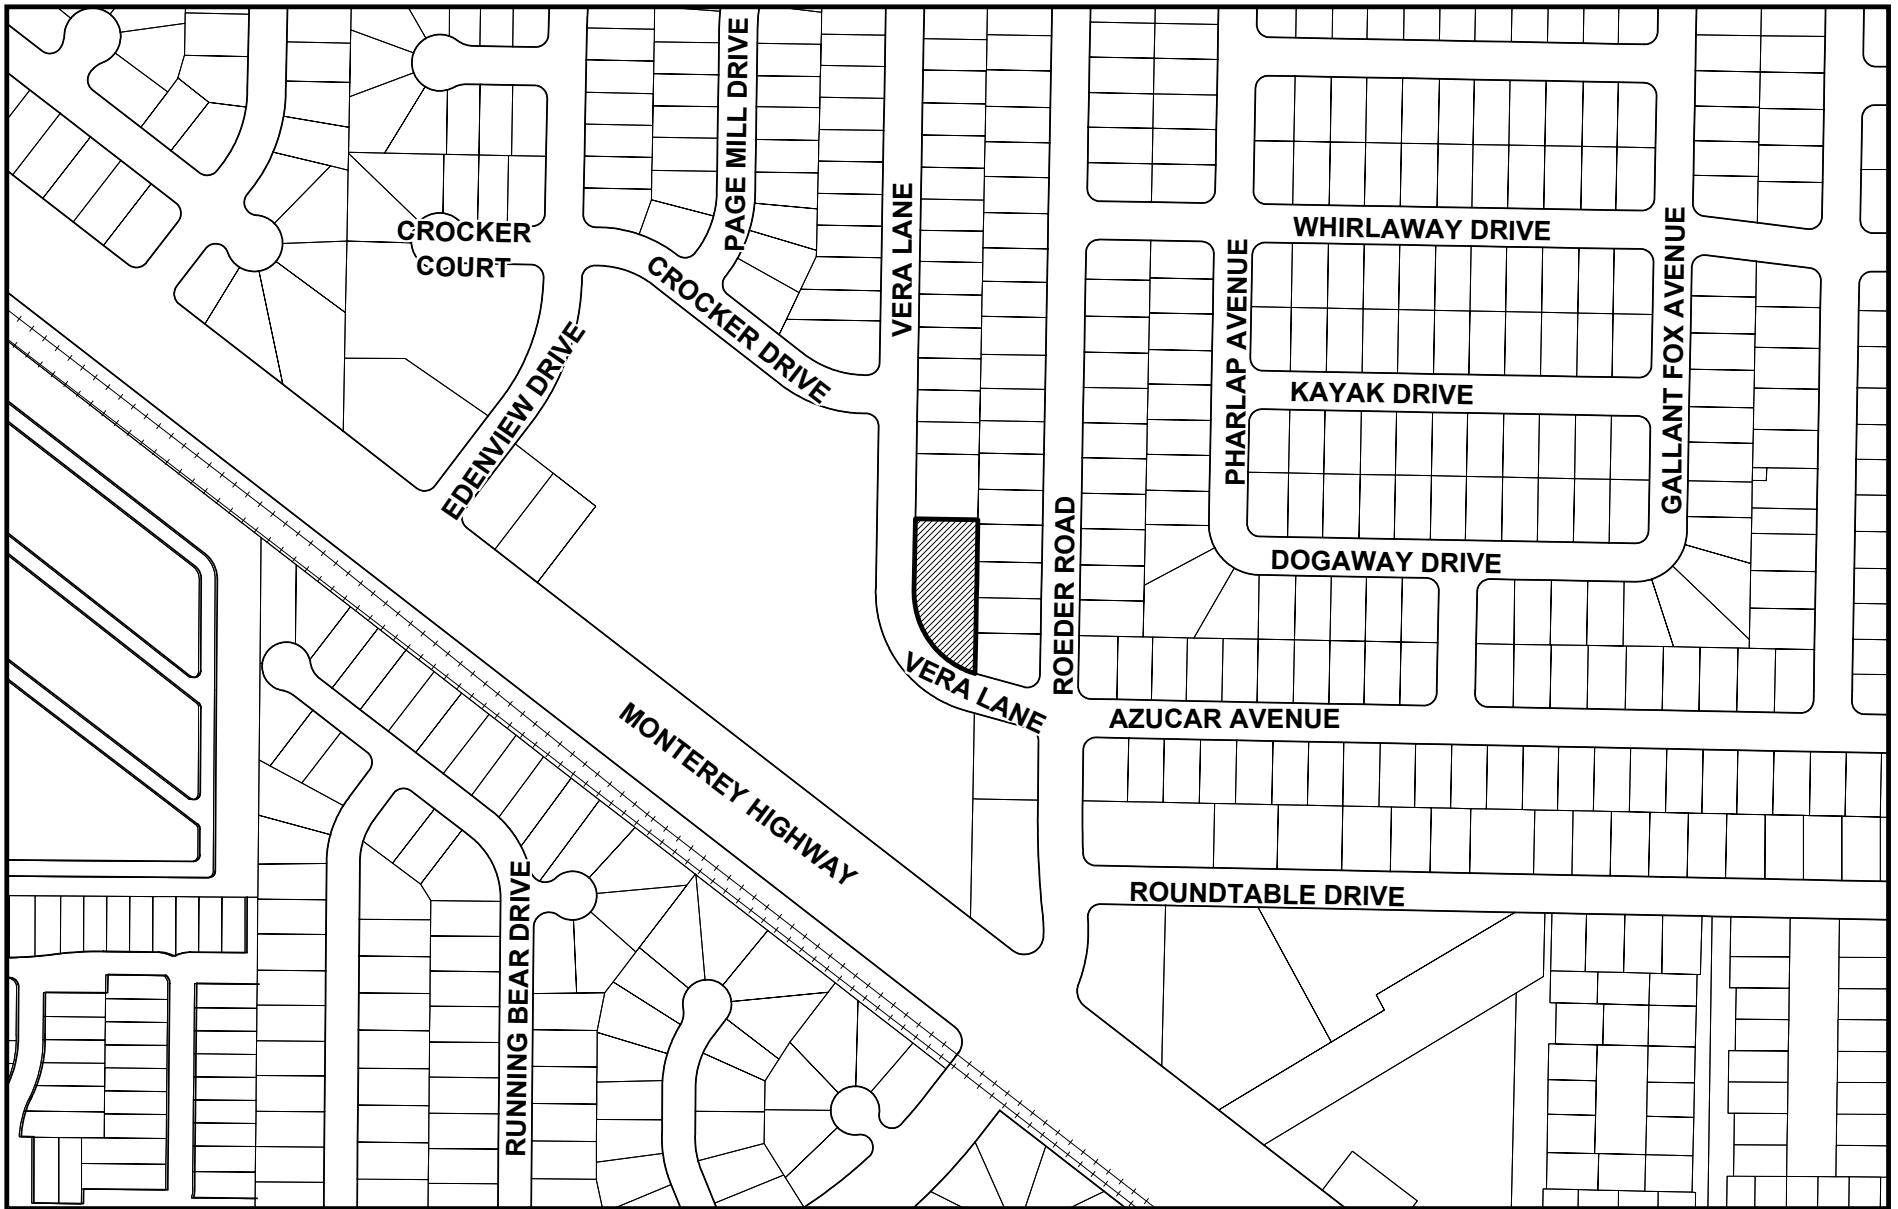 PAGE MILL DRIVE
VERA LANE
CROCKER
COURT
WHIRLAWAY DRIVE
CROCKER DRIVE
PHARLAP AVENUE
GALLANT FOX AVENUE
EDENVIEW DRIVE
KAYAK DRIVE
ROEDER ROAD
DOGAWAY DRIVE
VERA LANE
AZUCAR AVENUE
MONTEREY HIGHWAY
RUNNING BEAR DRIVE
ROUNDTABLE DRIVE